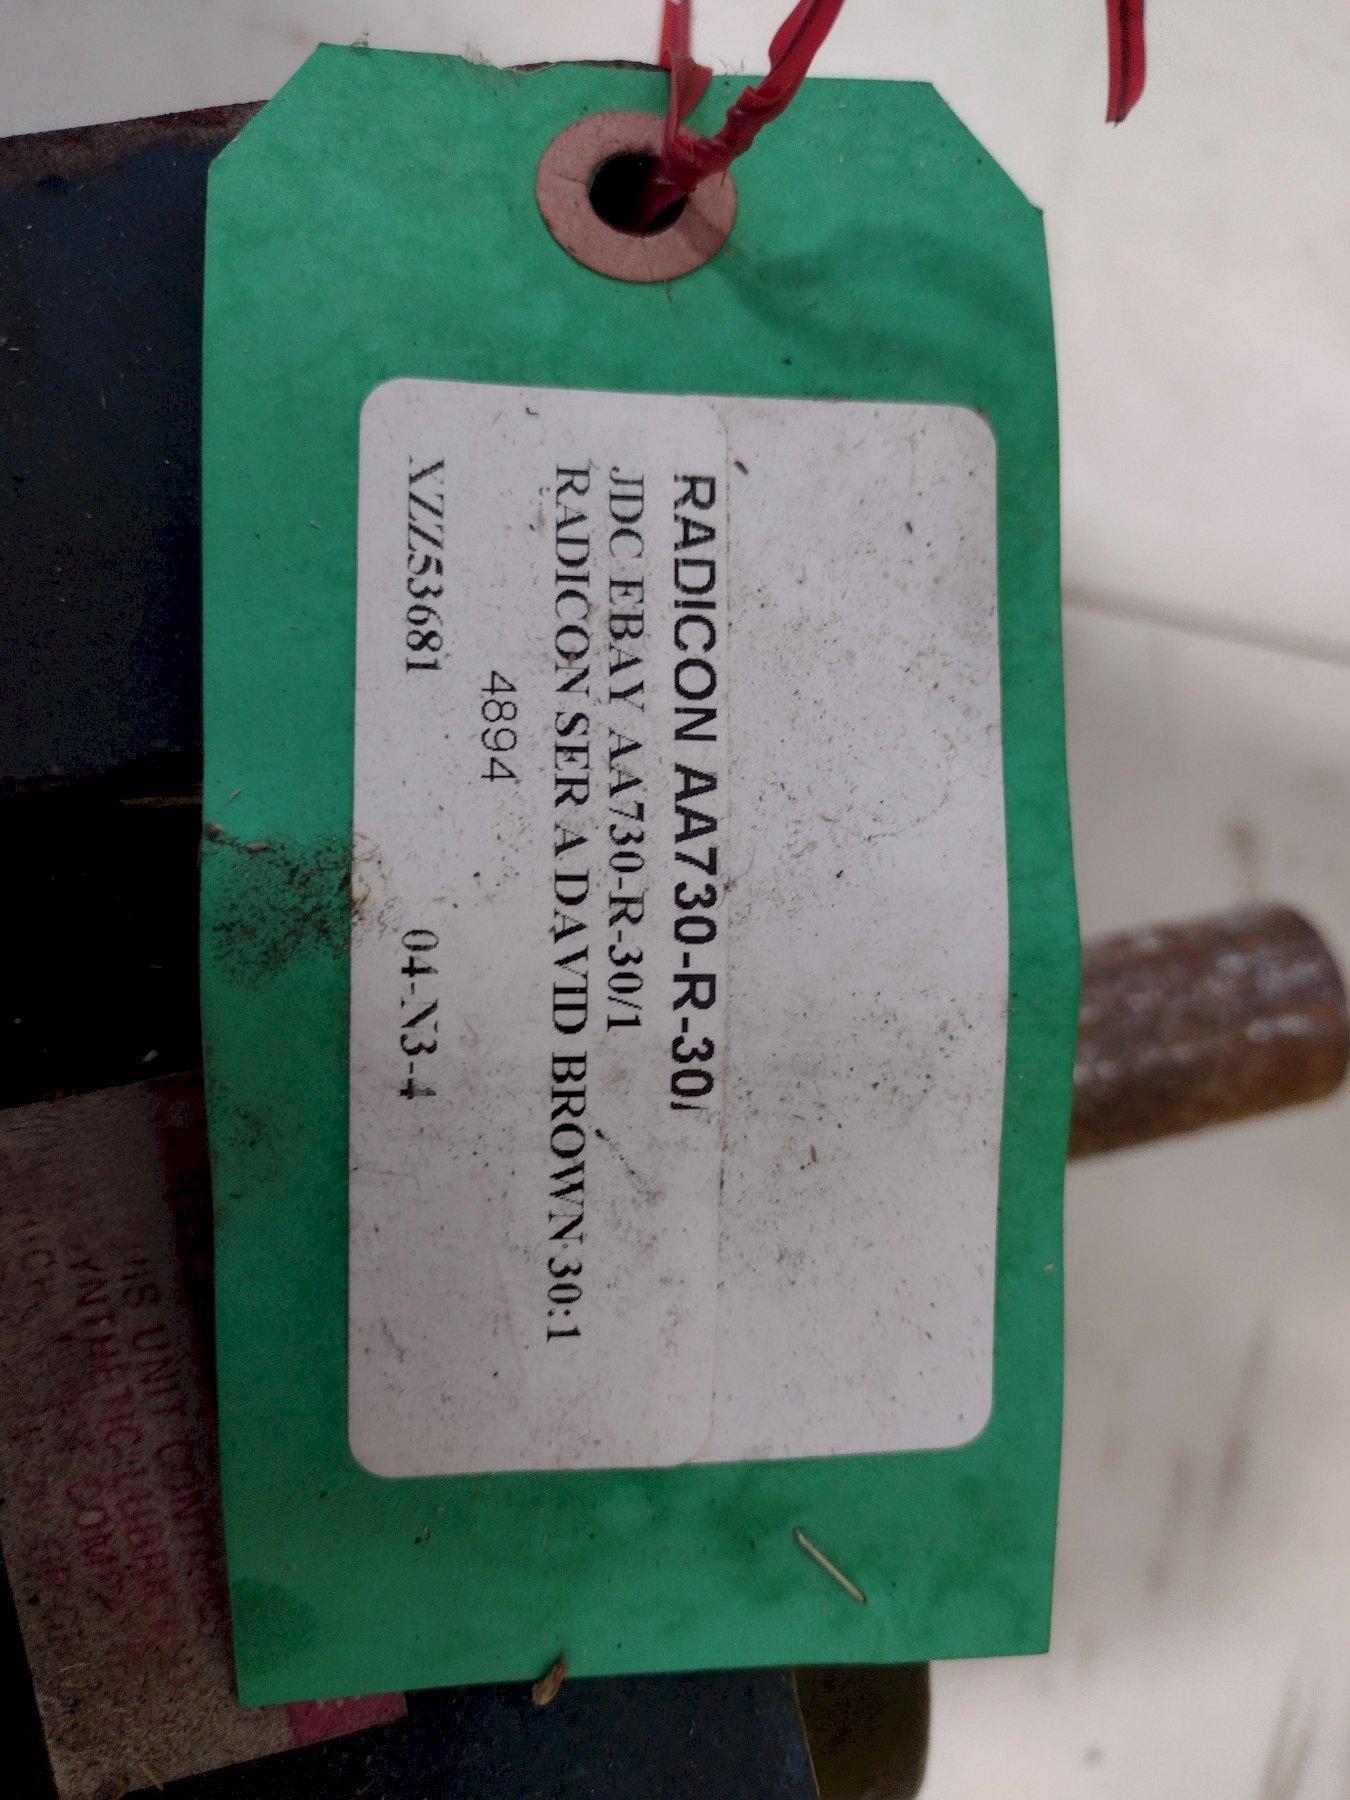 RADICON AA730-R-30/
JDC EBAY AA730-R-30/1
RADICON SER A DAVID BROWN 30:1
4894
XZZ53681 04-N3-4
UNIT